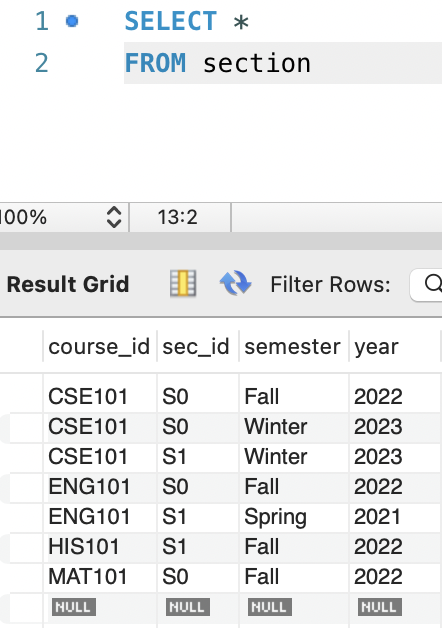 1 SELECT *
2 FROM section
100% 13:2
Result Grid Filter Rows:
course_id sec_id semester year
CSE101 S0 Fall 2022
CSE101 S0 Winter 2023
CSE101 S1 Winter 2023
ENG101 S0 Fall 2022
ENG101 S1 Spring 2021
HIS101 S1 Fall 2022
MAT101 S0 Fall 2022
NULL NULL NULL NULL